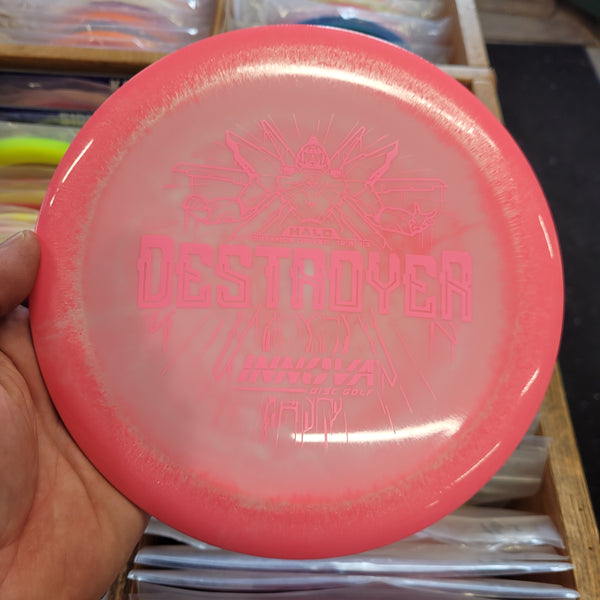 HALO
DESTROYER
INNOVA
DISC GOLF